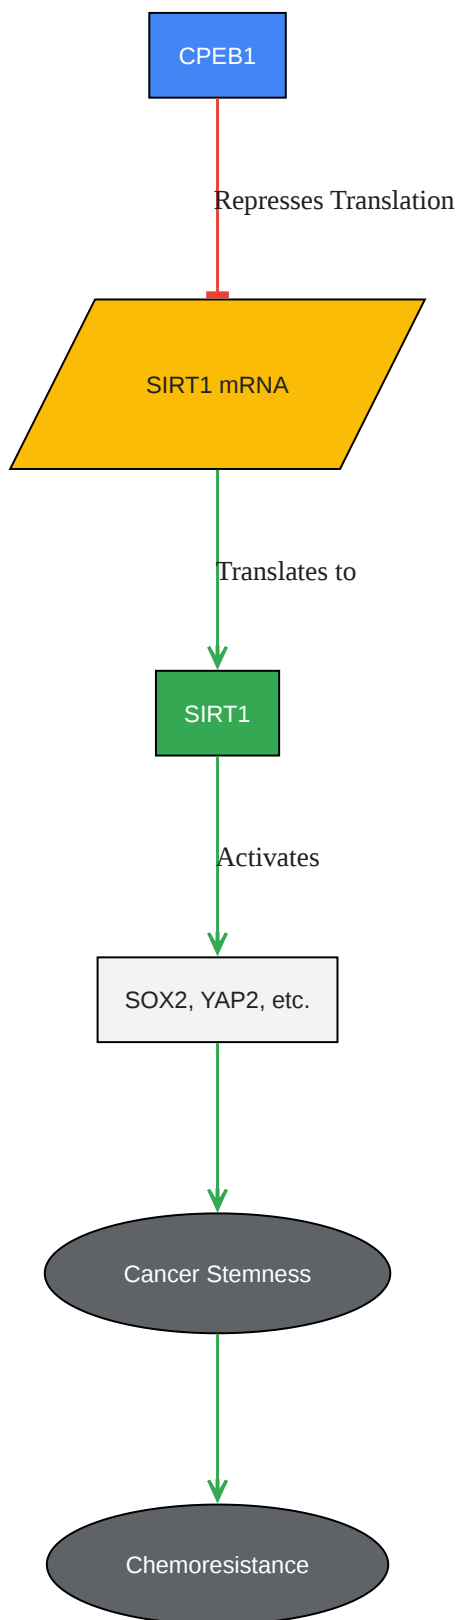 CPEB1
Represses Translation
SIRT1 mRNA
Translates to
SIRT1
Activates
SOX2, YAP2, etc.
Cancer Stemness
Chemoresistance